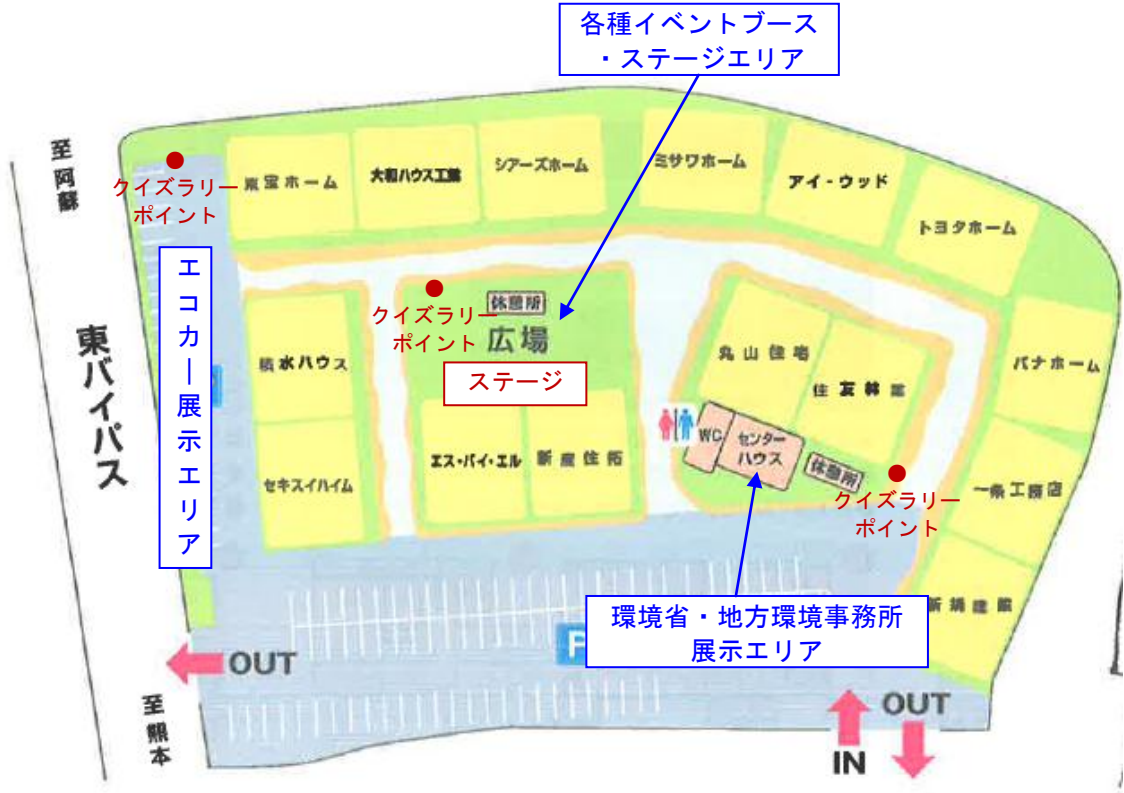 各種イベントブース
・ステージエリア
至阿蘇
クイズラリー
ポイント
東宝ホーム
大和ハウス工業
シアーズホーム
ミサワホーム
アイ・ウッド
トヨタホーム
エコカー展示エリア
東バイパス
積水ハウス
セキスイハイム
クイズラリー
ポイント
休憩所
広場
ステージ
エス・バイ・エル
新産住拓
丸山住宅
住友林業
WC
センター
ハウス
休憩所
クイズラリー
ポイント
パナホーム
一条工務店
環境省・地方環境事務所
展示エリア
P
OUT
至熊本
IN
OUT